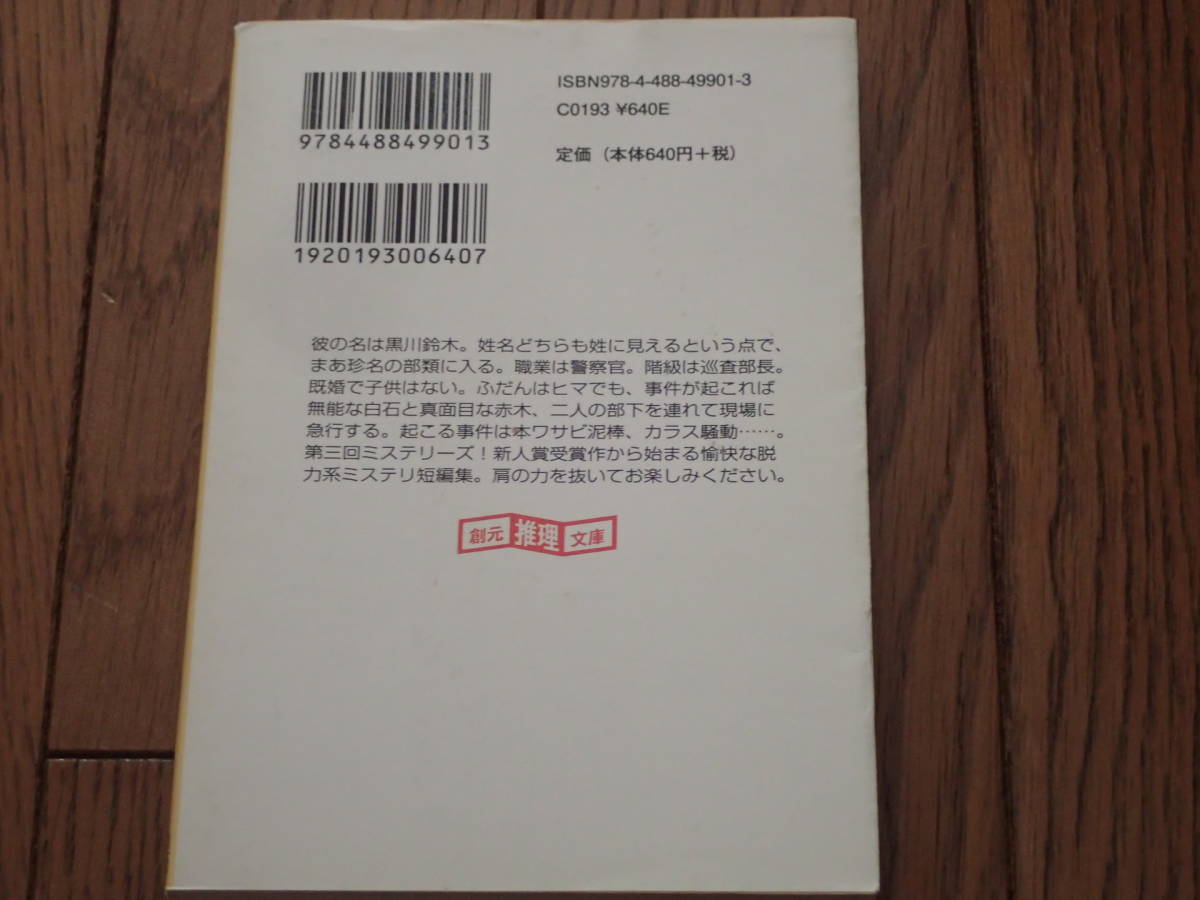 ISBN978-4-488-49901-3
C0193 ¥640E
9784488499013
定価（本体640円＋税）
1920193006407
彼の名は黒川鈴木。姓名どちらも姓に見えるという点で、
まあ珍名の部類に入る。職業は警察官。階級は巡査部長。
既婚で子供はない。ふだんはヒマでも、事件が起これば
無能な白石と真面目な赤木、二人の部下を連れて現場に
急行する。起こる事件は本ワサビ泥棒、カラス騒動……。
第三回ミステリーズ！新人賞受賞作から始まる愉快な脱
力系ミステリ短編集。肩の力を抜いてお楽しみください。
創元推理文庫